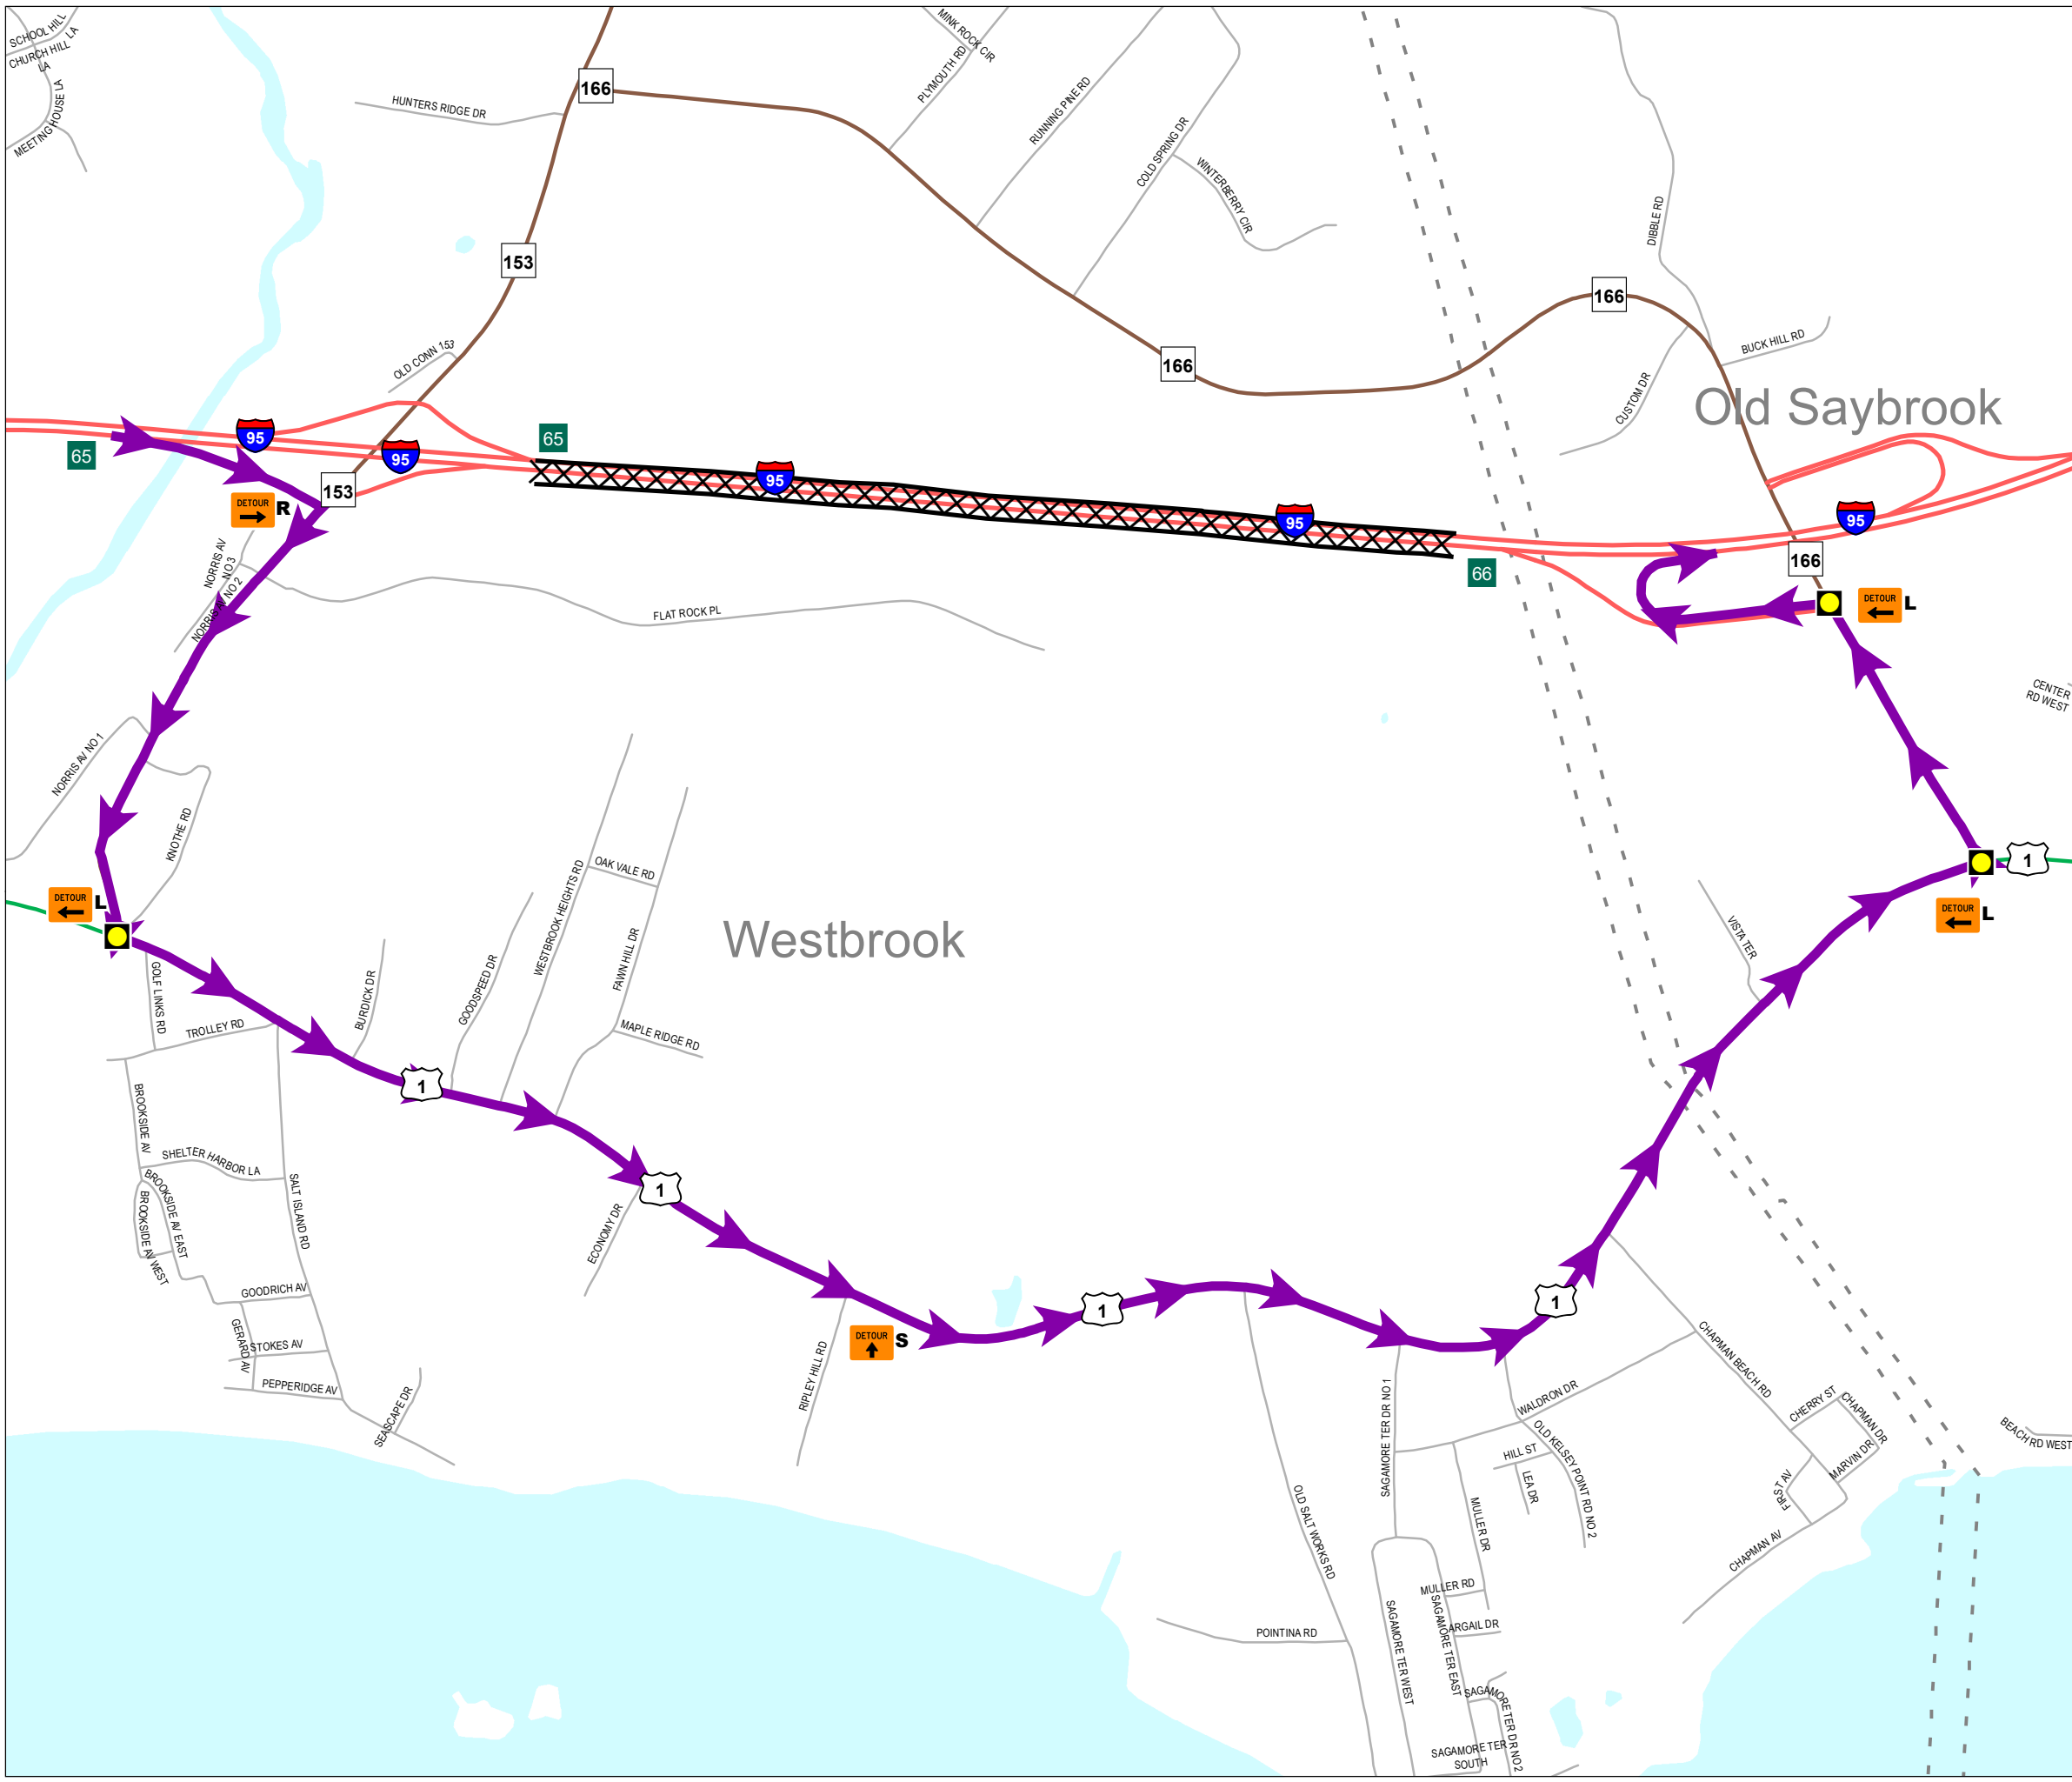 SCHOOL HILL
LA
CHURCH HILL
LA
MEETING HOUSE LA
HUNTERS RIDGE DR
166
MINK ROCK CIR
PLYMOUTH RD
RUNNING PINE RD
COLD SPRING DR
WINTERBERRY CIR
DIBBLE RD
153
166
OLD CONN 153
166
BUCK HILL RD
CUSTOM DR
Old Saybrook
65
95
95
65
95
95
95
153
DETOUR
R
66
166
DETOUR
L
NORRIS AV
NO 3
NORRIS AV NO 2
FLAT ROCK PL
CENTER
RD WEST
NORRIS AV NO 1
KNOTHE RD
OAK VALE RD
WESTBROOK HEIGHTS RD
FAWN HILL DR
Westbrook
1
DETOUR
L
DETOUR
L
VISTA TER
GOLF LINKS RD
TROLLEY RD
BURDICK DR
GOODSPEED DR
MAPLE RIDGE RD
1
BROOKSIDE AV
SHELTER HARBOR LA
BROOKSIDE AV EAST
BROOKSIDE AV WEST
SALT ISLAND RD
1
ECONOMY DR
GOODRICH AV
GERARD AV
STOKES AV
PEPPERIDGE AV
SEASCAPE DR
RIPLEY HILL RD
DETOUR
S
1
1
CHAPMAN BEACH RD
WALDRON DR
SAGAMORE TER DR NO 1
OLD KELSEY POINT RD NO 2
HILL ST
LEA DR
CHERRY ST
CHAPMAN DR
MARVIN DR
FIRST AV
CHAPMAN AV
BEACH RD WEST
OLD SALT WORKS RD
MULLER DR
MULLER RD
ARGAIL DR
POINTINA RD
SAGAMORE TER WEST
SAGAMORE TER EAST
SAGAMORE TER DR NO 2
SAGAMORE TER
SOUTH